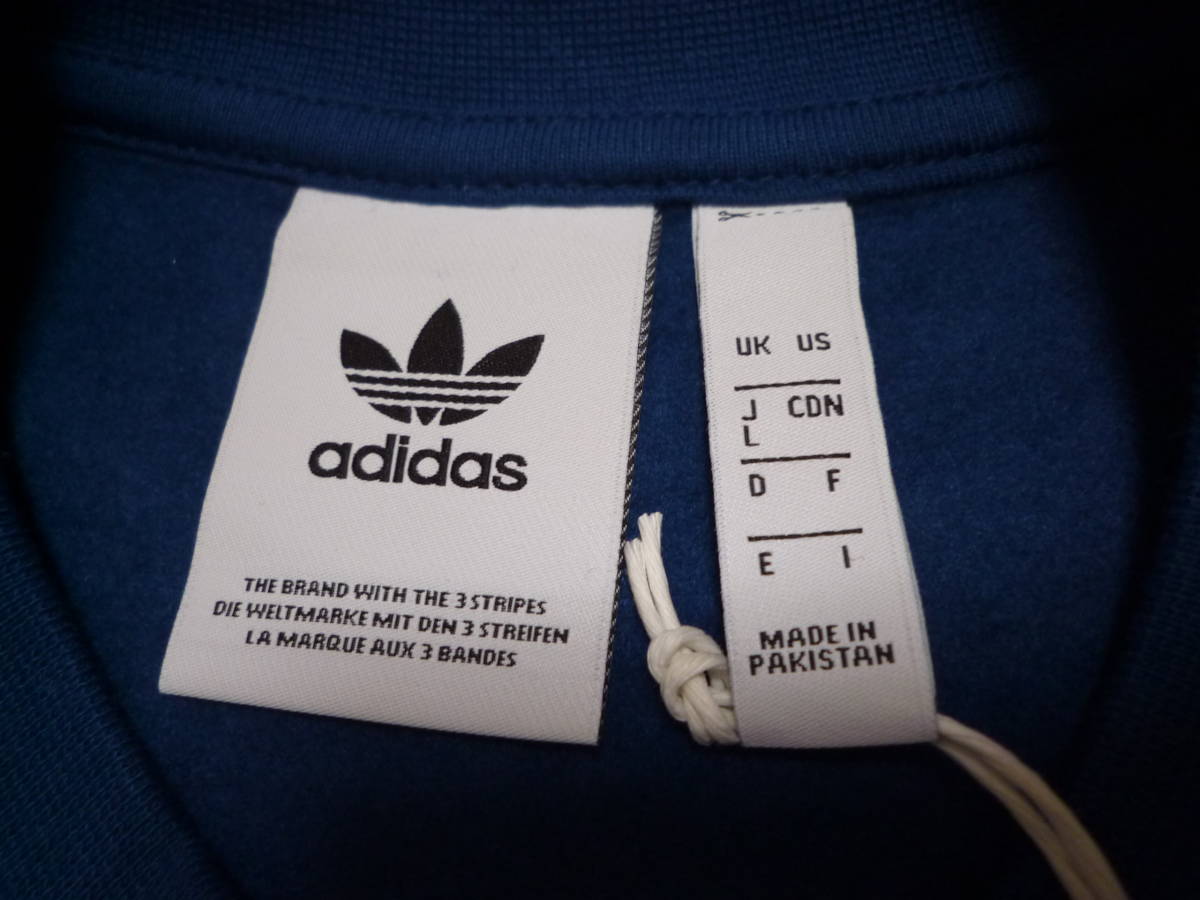 adidas
THE BRAND WITH THE 3 STRIPES
DIE WELTMARKE MIT DEN 3 STREIFEN
LA MARQUE AUX 3 BANDES
UK US
J CDN
L
D F
E I
MADE IN
PAKISTAN